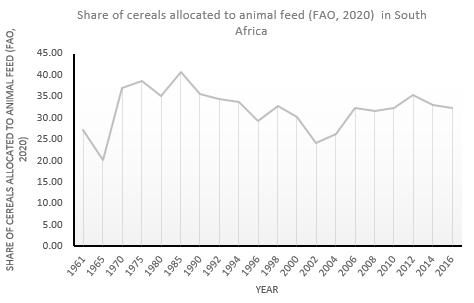 Share of cereals allocated to animal feed (FAO, 2020)  in South
Africa
SHARE OF CEREALS ALLOCATED TO ANIMAL FEED (FAO,
2020)
45.00
40.00
35.00
30.00
25.00
20.00
15.00
10.00
5.00
0.00
1961 1965 1970 1975 1980 1985 1990 1992 1994 1996 1998 2000 2002 2004 2006 2008 2010 2012 2014 2016
YEAR